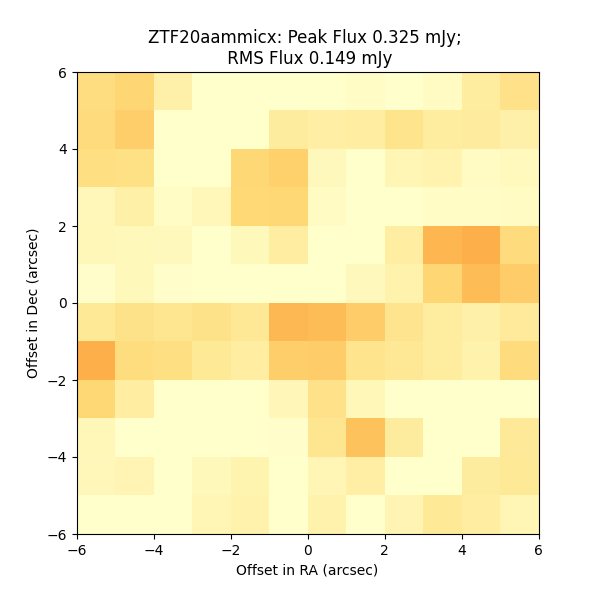 ZTF20aammicx: Peak Flux 0.325 mJy;
RMS Flux 0.149 mJy
6
4
2
0
−2
−4
−6
Offset in Dec (arcsec)
−6 −4 −2 0 2 4 6
Offset in RA (arcsec)